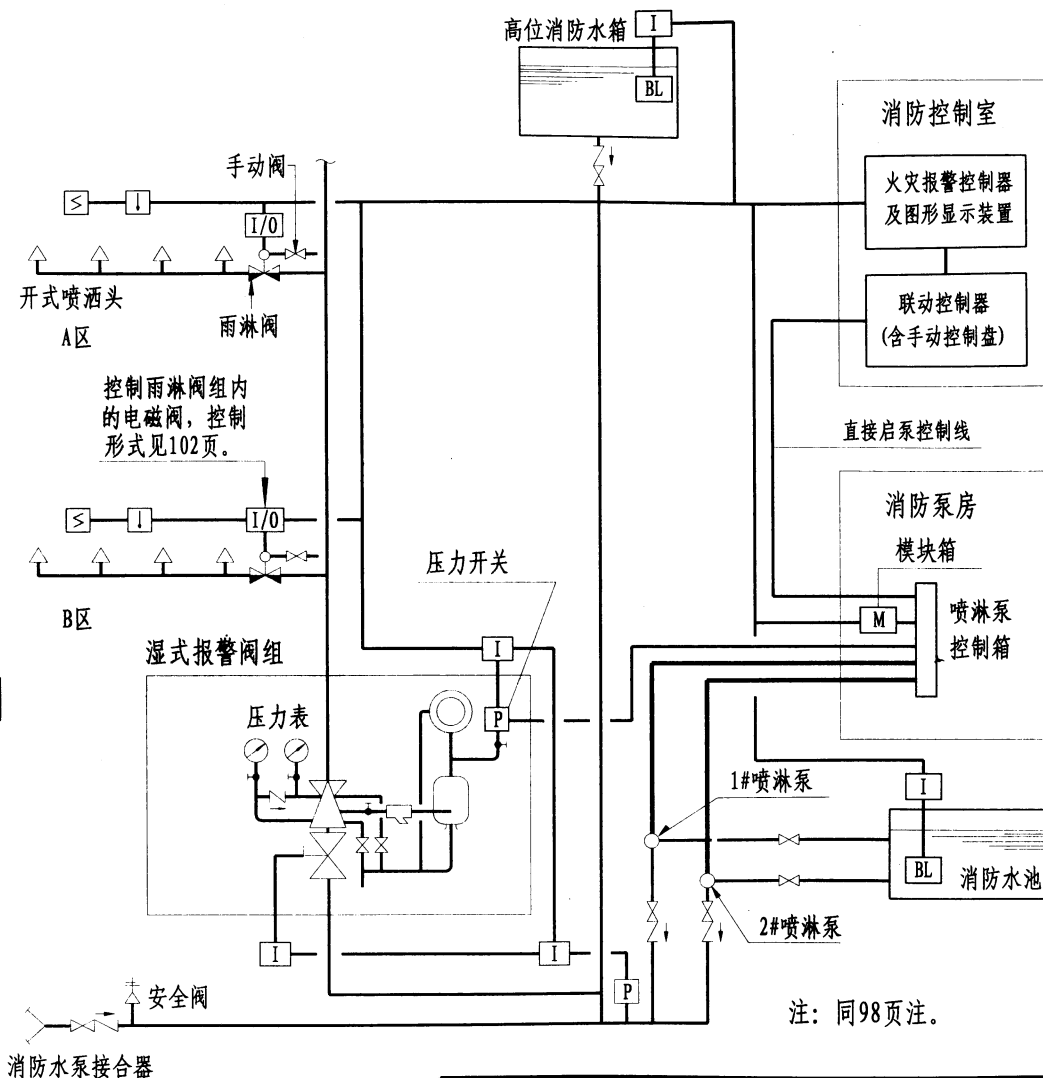 高位消防水箱
I
BL
消防控制室
手动阀
火灾报警控制器
及图形显示装置
I/O
开式喷洒头
A区
雨淋阀
联动控制器
(含手动控制盘)
控制雨淋阀组内
的电磁阀，控制
形式见102页。
直接启泵控制线
I/O
消防泵房
模块箱
压力开关
B区
M
喷淋泵
控制箱
湿式报警阀组
I
压力表
P
1#喷淋泵
I
BL
消防水池
2#喷淋泵
I
I
P
安全阀
注：同98页注。
消防水泵接合器